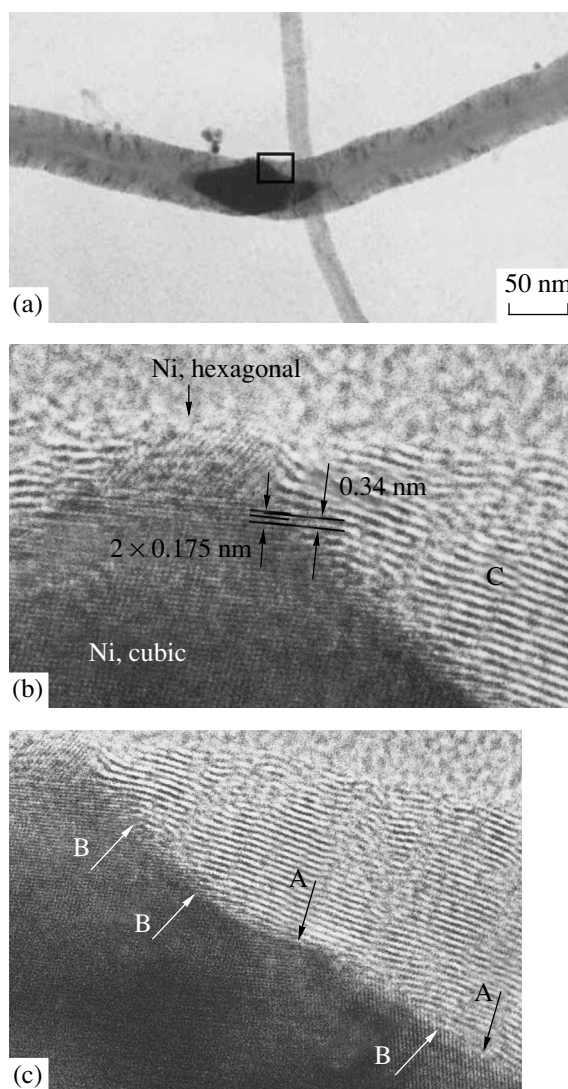 50 nm
(a)
Ni, hexagonal
0.34 nm
2 × 0.175 nm
C
Ni, cubic
(b)
B
A
B
A
B
(c)